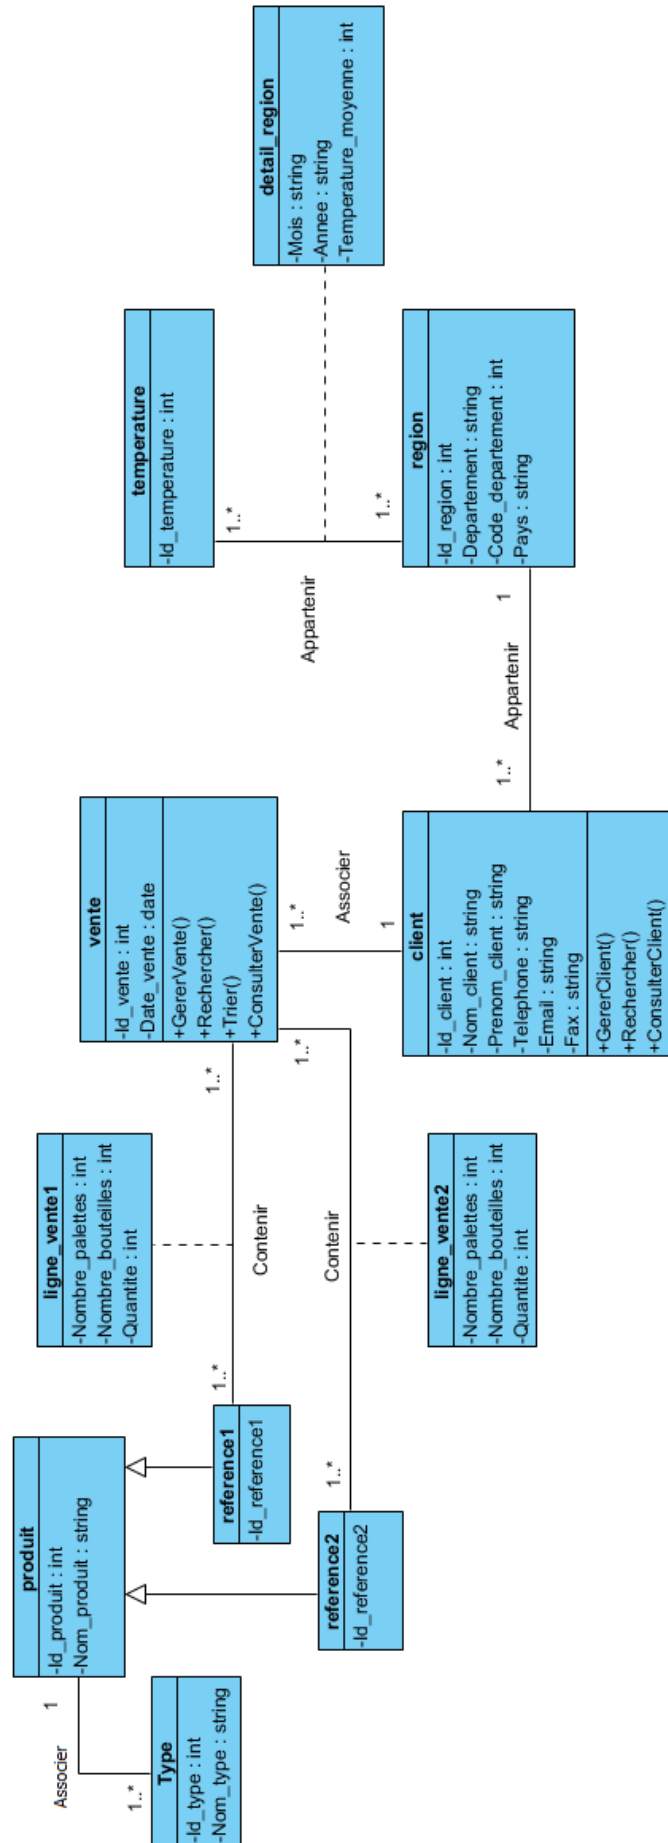 Type
-Id_type : int
-Nom_type : string
Associer
1
1..*
produit
-Id_produit : int
-Nom_produit : string
reference1
-Id_reference1
reference2
-Id_reference2
1..*
1..*
ligne_vente1
-Nombre_palettes : int
-Nombre_bouteilles : int
-Quantite : int
Contenir
Contenir
ligne_vente2
-Nombre_palettes : int
-Nombre_bouteilles : int
-Quantite : int
1..*
1..*
vente
-Id_vente : int
-Date_vente : date
+GererVente()
+Rechercher()
+Trier()
+ConsulterVente()
1..*
Associer
1
client
-Id_client : int
-Nom_client : string
-Prenom_client : string
-Telephone : string
-Email : string
-Fax : string
+GererClient()
+Rechercher()
+ConsulterClient()
1..*
Appartenir
1
temperature
-Id_temperature : int
1..*
Appartenir
1..*
region
-Id_region : int
-Departement : string
-Code_departement : int
-Pays : string
detail_region
-Mois : string
-Annee : string
-Temperature_moyenne : int